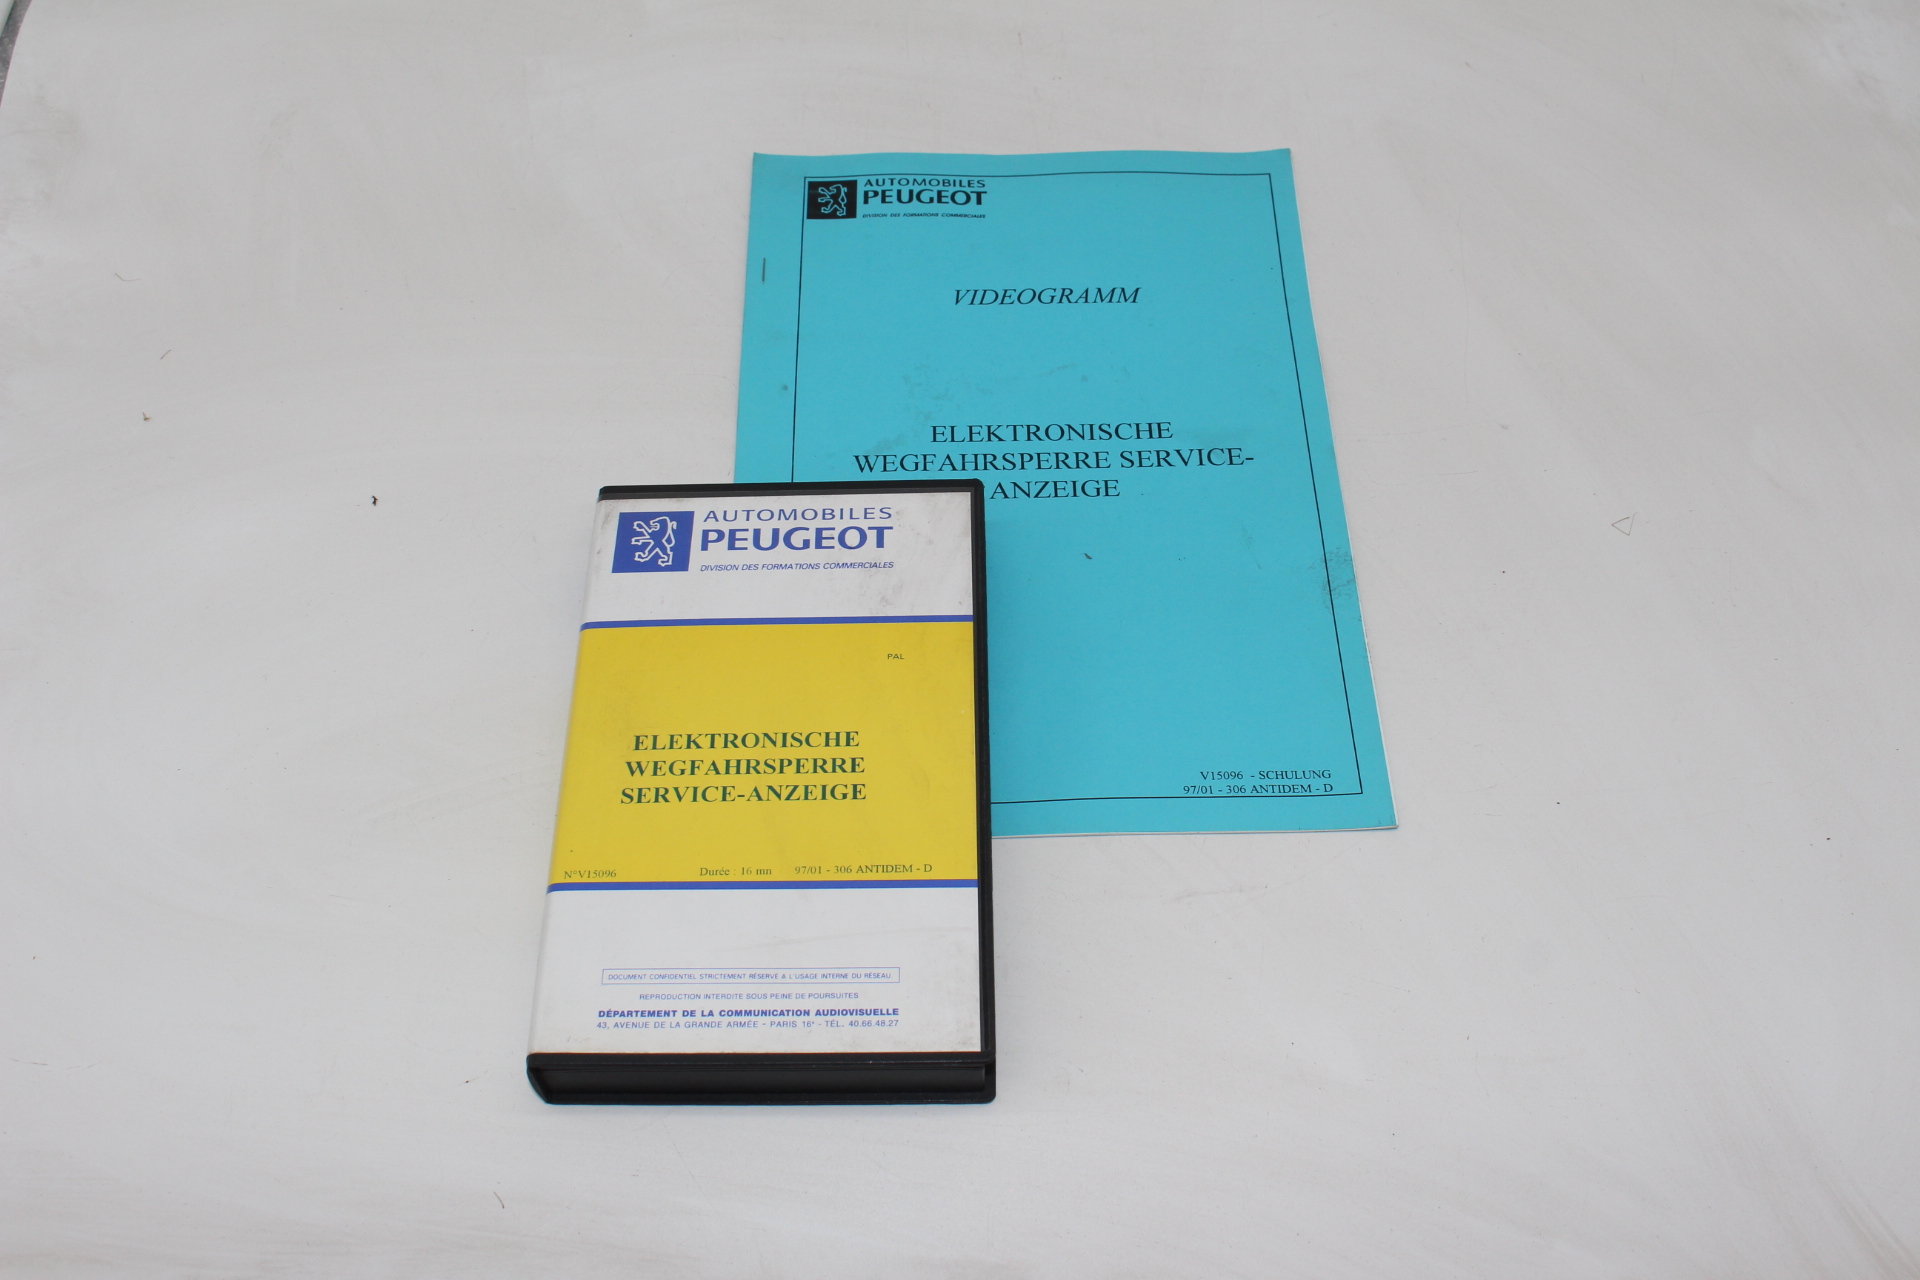 AUTOMOBILES
PEUGEOT
DIVISION DES FORMATIONS COMMERCIALES
VIDEOGRAMM
ELEKTRONISCHE
WEGFAHRSPERRE SERVICE-
ANZEIGE
V15096 - SCHULUNG
97/01 - 306 ANTIDEM - D
AUTOMOBILES
PEUGEOT
DIVISION DES FORMATIONS COMMERCIALES
PAL
ELEKTRONISCHE
WEGFAHRSPERRE
SERVICE-ANZEIGE
N°V15096 Durée : 16 mn 97/01 - 306 ANTIDEM - D
DOCUMENT CONFIDENTIEL STRICTEMENT RÉSERVÉ A L'USAGE INTERNE DU RÉSEAU
REPRODUCTION INTERDITE SOUS PEINE DE POURSUITES
DÉPARTEMENT DE LA COMMUNICATION AUDIOVISUELLE
43, AVENUE DE LA GRANDE ARMÉE - PARIS 16e - TÉL. 40.66.48.27